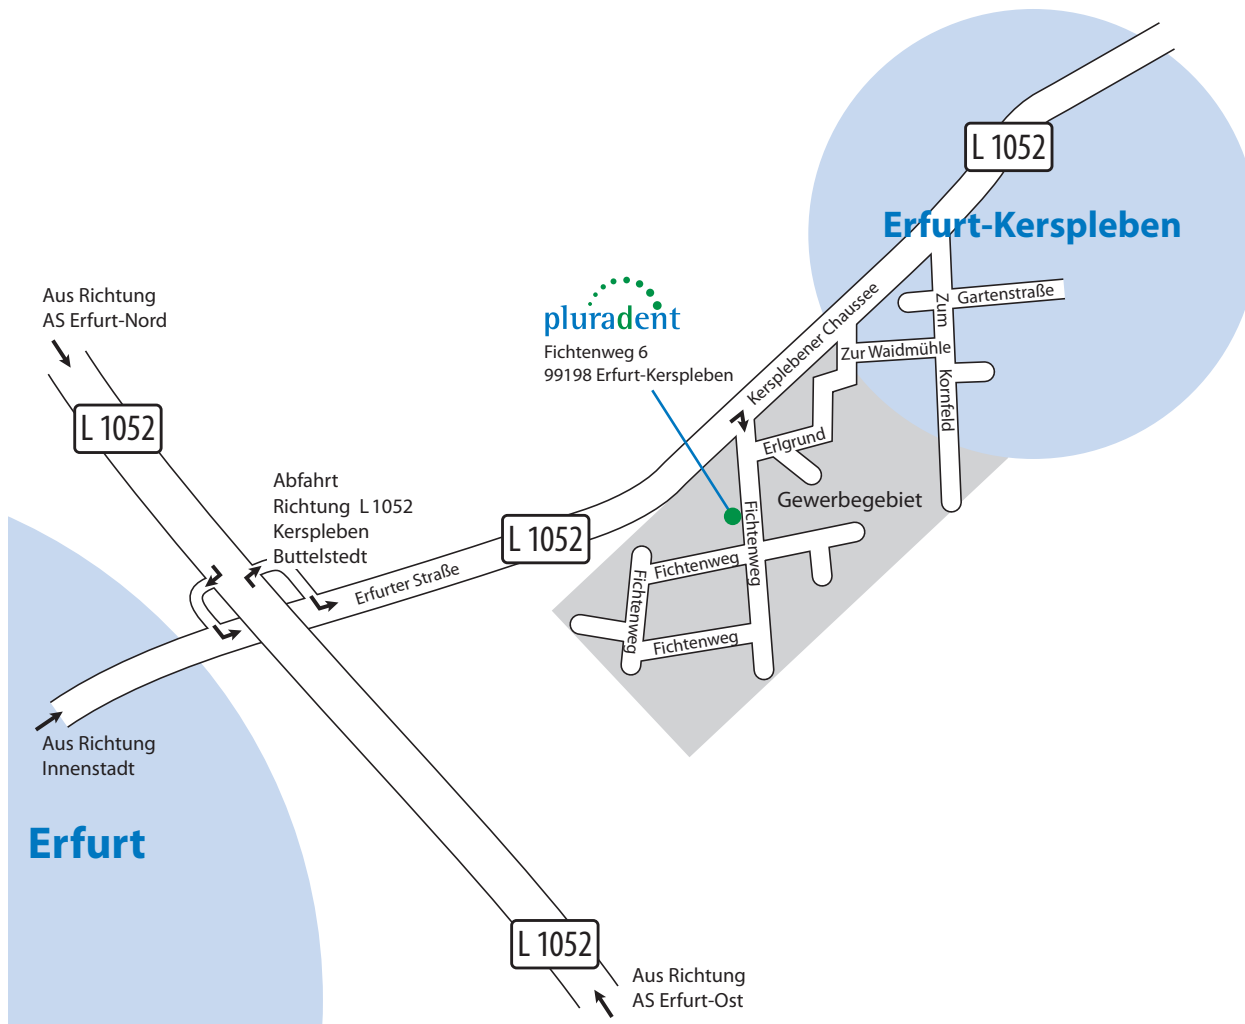 L 1052
Erfurt-Kerspleben
Aus Richtung
AS Erfurt-Nord
pluradent
Fichtenweg 6
99198 Erfurt-Kerspleben
Kersplebener Chaussee
Gartenstraße
Zum
Kornfeld
Zur Waidmühle
L 1052
Erlgrund
Abfahrt
Richtung L 1052
Kerspleben
Buttelstedt
Gewerbegebiet
L 1052
Erfurter Straße
Fichtenweg
Fichtenweg
Fichtenweg
Fichtenweg
Aus Richtung
Innenstadt
Erfurt
L 1052
Aus Richtung
AS Erfurt-Ost